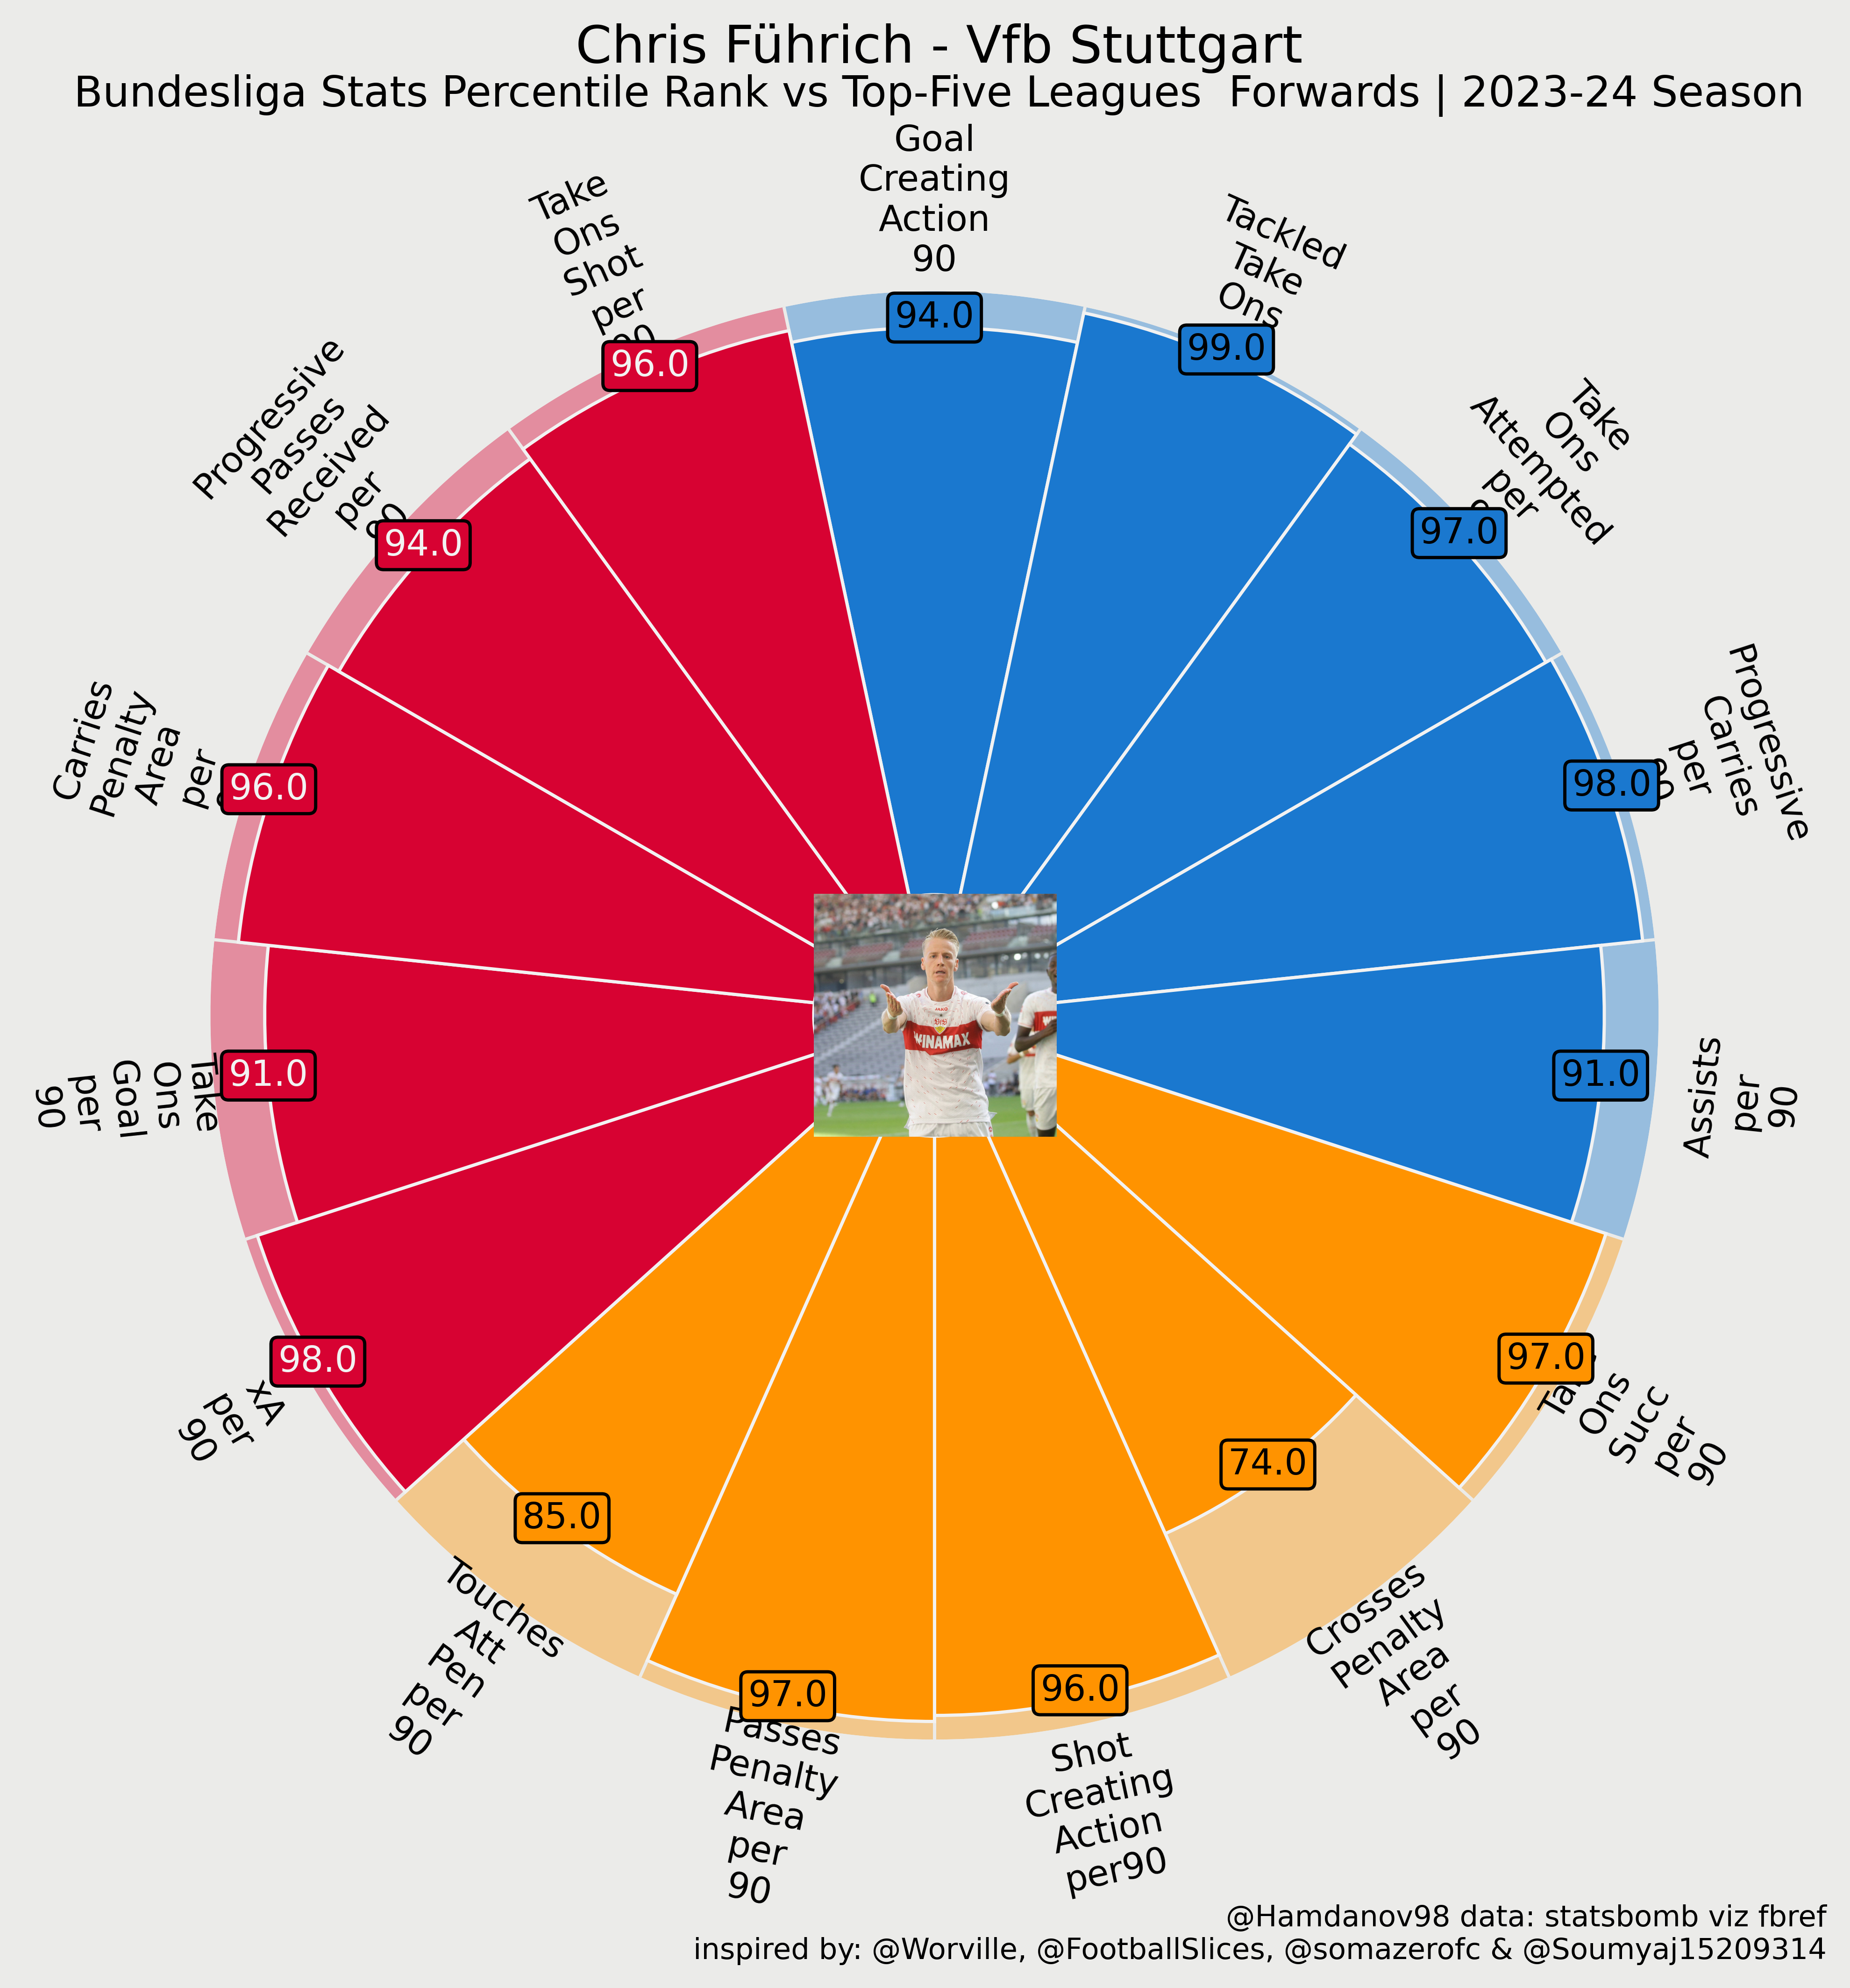 Chris Führich - Vfb Stuttgart
Bundesliga Stats Percentile Rank vs Top-Five Leagues  Forwards | 2023-24 Season
Goal
Creating
Action
90
94.0
Tackled
Take
Ons
99.0
Take
Ons
Attempted
per
97.0
Progressive
Carries
per
90
98.0
Assists
per
90
91.0
97.0
Ons
Succ
per
90
74.0
Crosses
Penalty
Area
per
90
96.0
Shot
Creating
Action
per90
97.0
Passes
Penalty
Area
per
90
85.0
Touches
Att
Pen
per
90
98.0
xA
per
90
91.0
Take
Ons
Goal
per
90
96.0
Carries
Penalty
Area
per
94.0
Progressive
Passes
Received
per
90
96.0
Take
Ons
Shot
per
90
WINAMAX
@Hamdanov98 data: statsbomb viz fbref
inspired by: @Worville, @FootballSlices, @somazerofc & @Soumyaj15209314